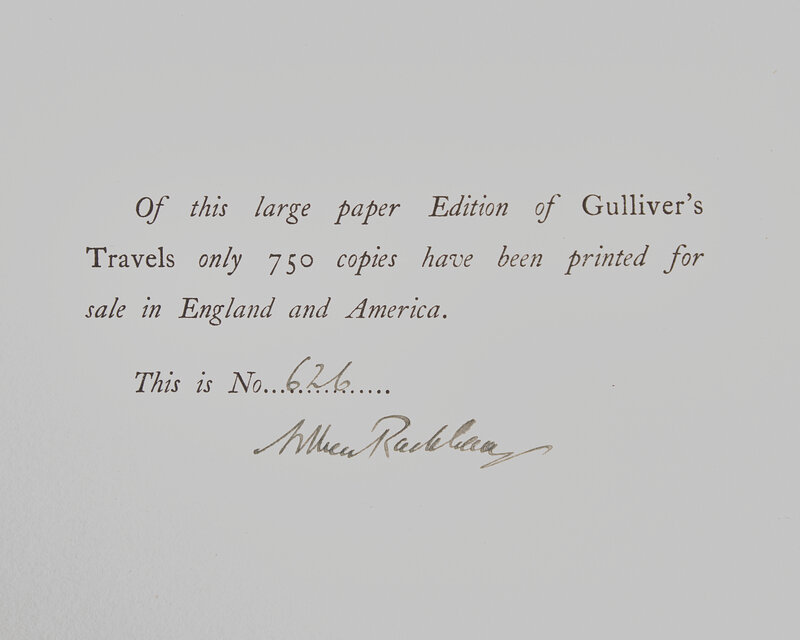 Of this large paper Edition of Gulliver's
Travels only 750 copies have been printed for
sale in England and America.
This is No...626......
Arthur Rackham